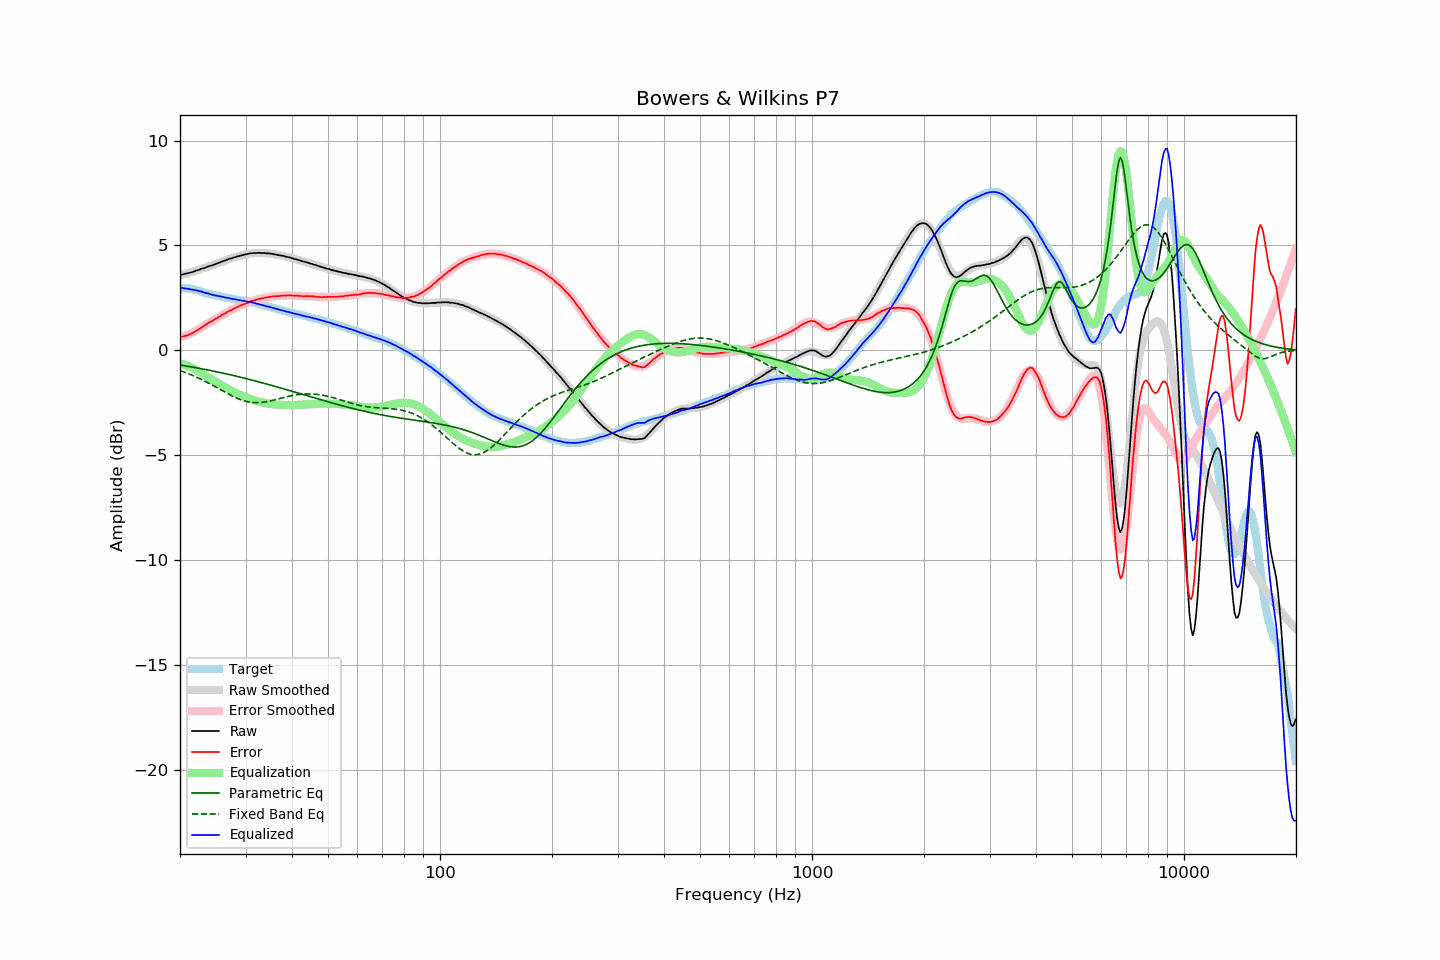 Bowers & Wilkins P7
10
5
0
−5
−10
−15
−20
Amplitude (dBr)
Target
Raw Smoothed
Error Smoothed
Raw
Error
Equalization
Parametric Eq
Fixed Band Eq
Equalized
100
1000
10000
Frequency (Hz)